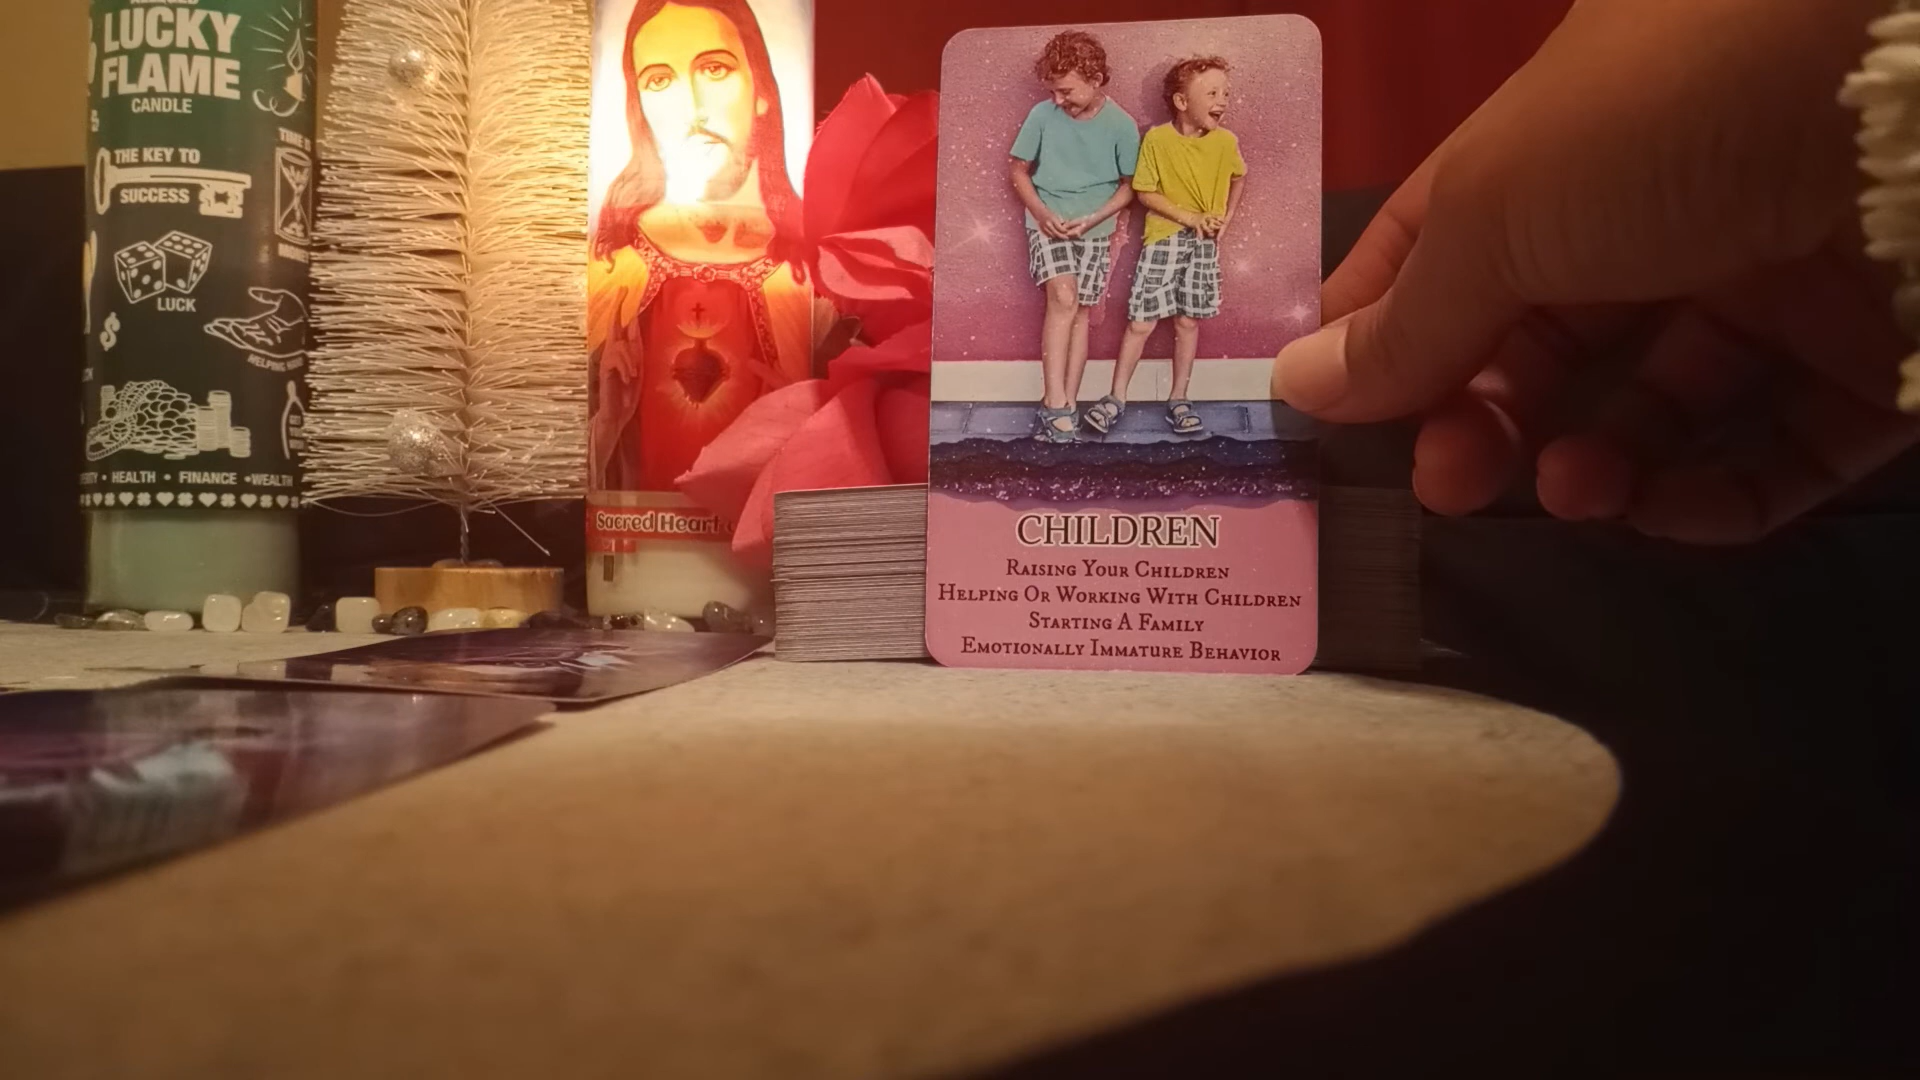 LUCKY
FLAME
CANDLE
THE KEY TO
SUCCESS
LUCK
$
HELPING
• HEALTH • FINANCE • WEALTH
Sacred Heart
CHILDREN
RAISING YOUR CHILDREN
HELPING OR WORKING WITH CHILDREN
STARTING A FAMILY
EMOTIONALLY IMMATURE BEHAVIOR